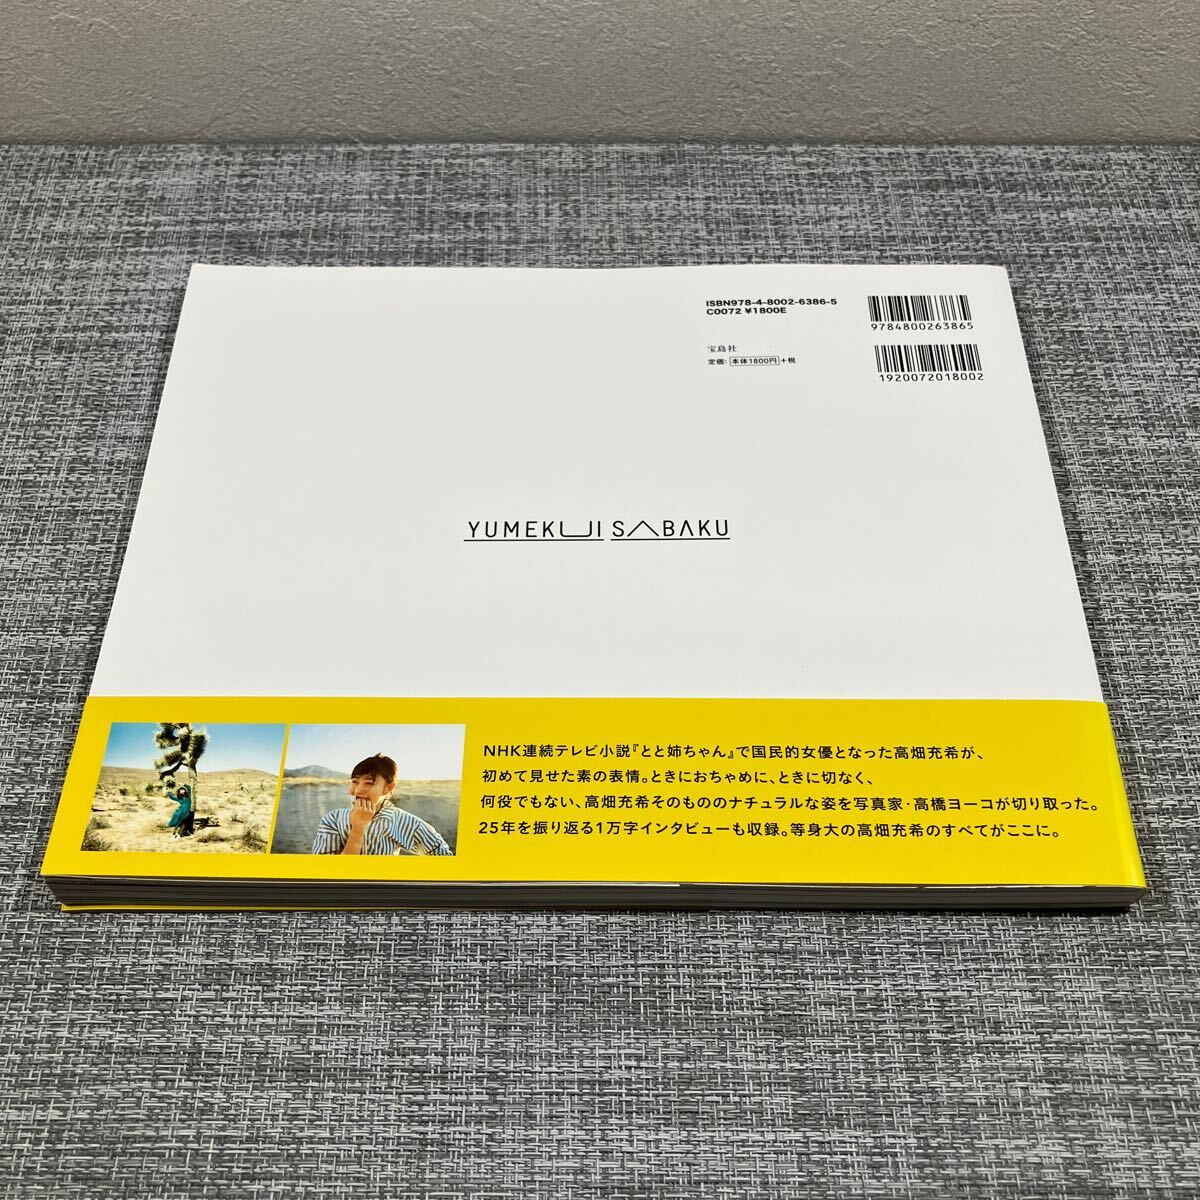 ISBN978-4-8002-6386-5
C0072 ¥1800E
9784800263865
宝島社
定価: 本体1800円 +税
1920072018002
YUMEKUI SABAKU
NHK連続テレビ小説『とと姉ちゃん』で国民的女優となった高畑充希が、
初めて見せた素の表情。ときにおちゃめに、ときに切なく、
何役でもない、高畑充希そのもののナチュラルな姿を写真家・高橋ヨーコが切り取った。
25年を振り返る1万字インタビューも収録。等身大の高畑充希のすべてがここに。